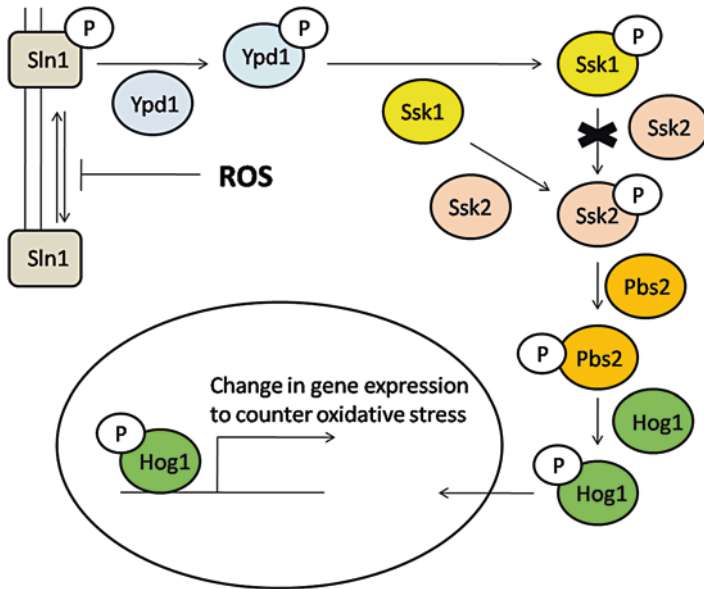 P
Sln1
Ypd1
P
Ypd1
P
Ssk1
Ssk1
Ssk2
ROS
Ssk2
P
Ssk2
Sln1
Pbs2
P
Pbs2
Change in gene expression
to counter oxidative stress
Hog1
P
Hog1
P
Hog1